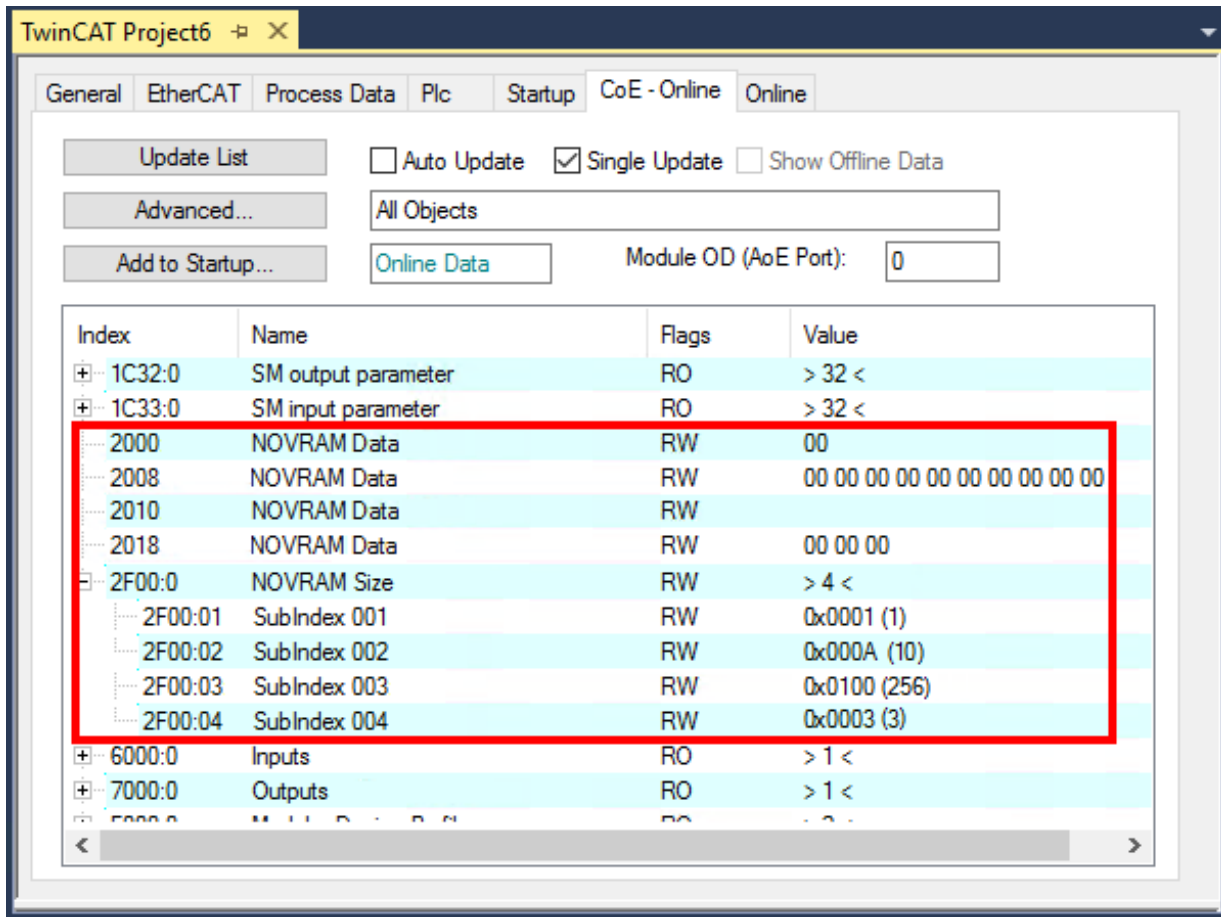 TwinCAT Project6
General EtherCAT Process Data Plc Startup CoE - Online Online
Update List Auto Update Single Update Show Offline Data
Advanced... All Objects
Add to Startup... Online Data Module OD (AoE Port): 0
Index Name Flags Value
1C32:0 SM output parameter RO > 32 <
1C33:0 SM input parameter RO > 32 <
2000 NOVRAM Data RW 00
2008 NOVRAM Data RW 00 00 00 00 00 00 00 00 00 00
2010 NOVRAM Data RW
2018 NOVRAM Data RW 00 00 00
2F00:0 NOVRAM Size RW > 4 <
2F00:01 SubIndex 001 RW 0x0001 (1)
2F00:02 SubIndex 002 RW 0x000A (10)
2F00:03 SubIndex 003 RW 0x0100 (256)
2F00:04 SubIndex 004 RW 0x0003 (3)
6000:0 Inputs RO > 1 <
7000:0 Outputs RO > 1 <